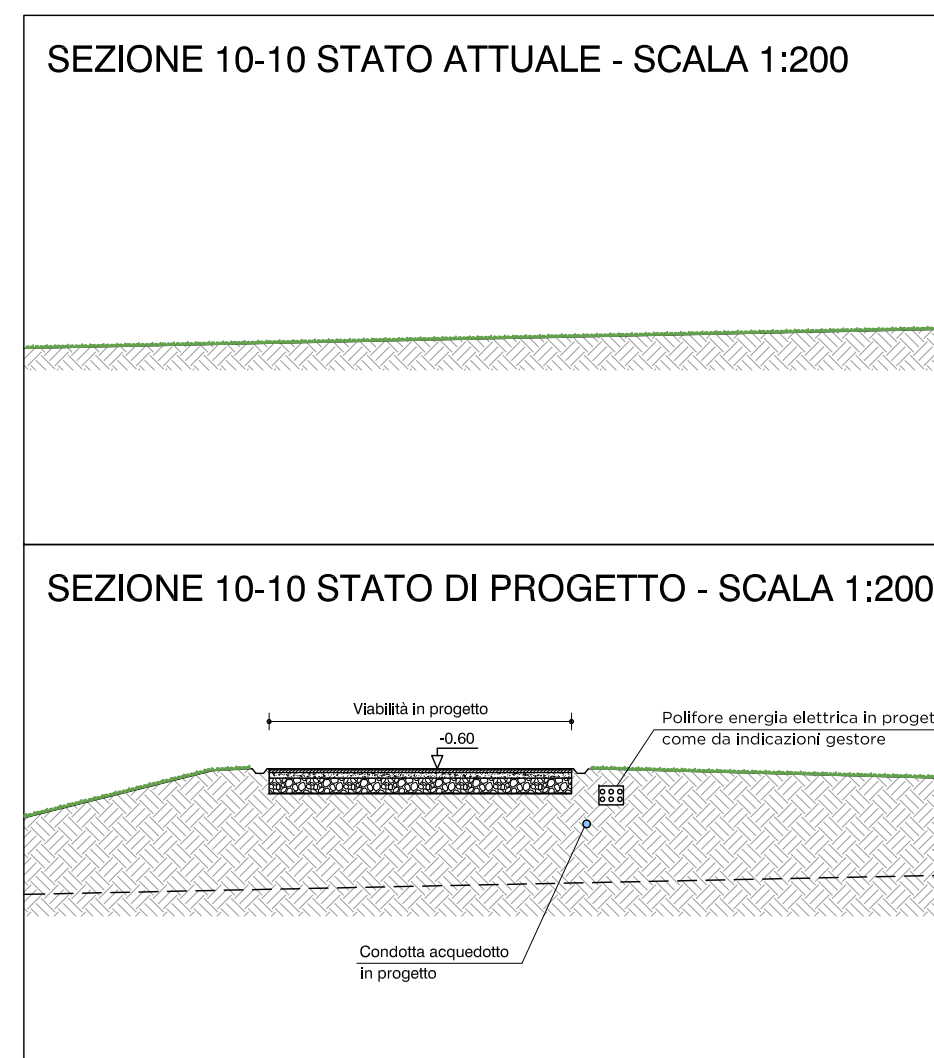 SEZIONE 10-10 STATO ATTUALE - SCALA 1:200
SEZIONE 10-10 STATO DI PROGETTO - SCALA 1:200
Viabilità in progetto
-0.60
Polifore energia elettrica in proget
come da indicazioni gestore
Condotta acquedotto
in progetto